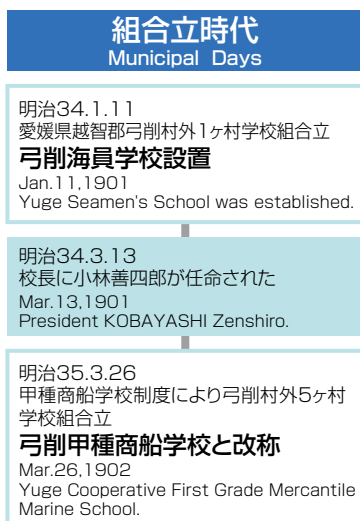 組合立時代
Municipal Days
明治34.1.11
愛媛県越智郡弓削村外1ヶ村学校組合立
弓削海員学校設置
Jan.11,1901
Yuge Seamen's School was established.
明治34.3.13
校長に小林善四郎が任命された
Mar.13,1901
President KOBAYASHI Zenshiro.
明治35.3.26
甲種商船学校制度により弓削村外5ヶ村
学校組合立
弓削甲種商船学校と改称
Mar.26,1902
Yuge Cooperative First Grade Mercantile
Marine School.